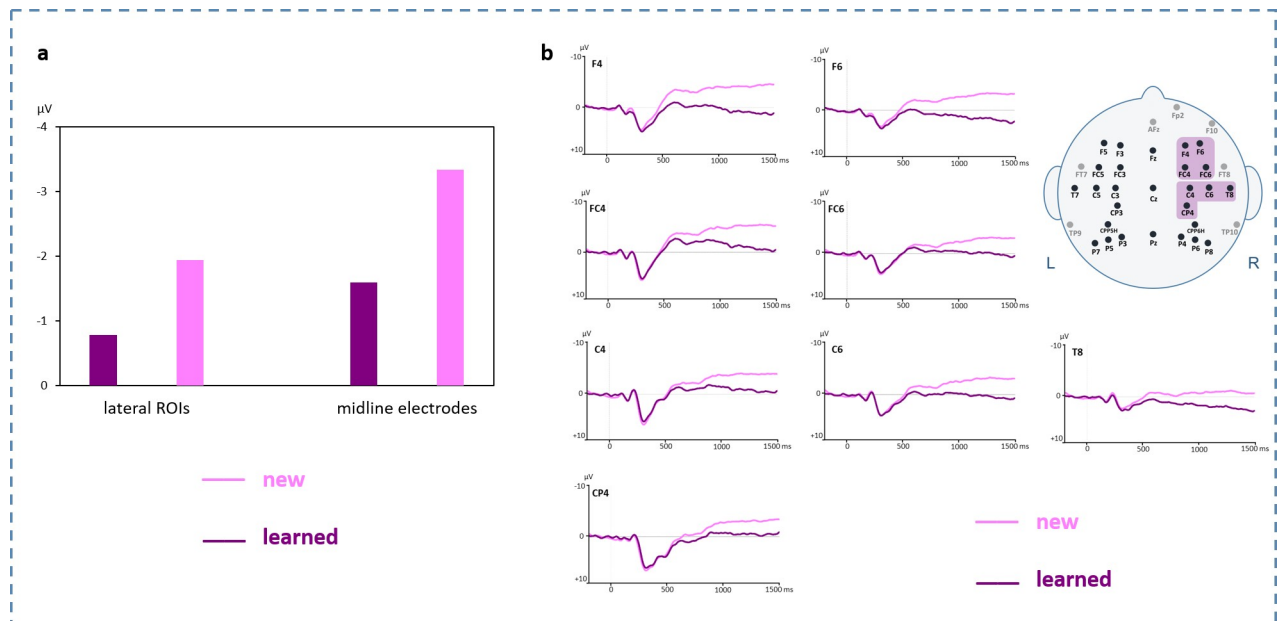 a
µV
-4
-3
-2
-1
0
lateral ROIs
midline electrodes
new
learned
b
µV
-10
F4
0
+10
0
500
1000
1500 ms
µV
-10
F6
0
+10
0
500
1000
1500 ms
µV
-10
FC4
0
+10
0
500
1000
1500 ms
µV
-10
FC6
0
+10
0
500
1000
1500 ms
µV
-10
C4
0
+10
0
500
1000
1500 ms
µV
-10
C6
0
+10
0
500
1000
1500 ms
µV
-10
T8
0
+10
0
500
1000
1500 ms
µV
-10
CP4
0
+10
0
500
1000
1500 ms
Fp2
AFz
F10
F5 F3 Fz F4 F6
FT7 FC5 FC3 FC4 FC6 FT8
T7 C5 C3 Cz C4 C6 T8
CP3 CP4
TP9 CPP5H CPP6H TP10
P7 P5 P3 Pz P4 P6 P8
L R
new
learned